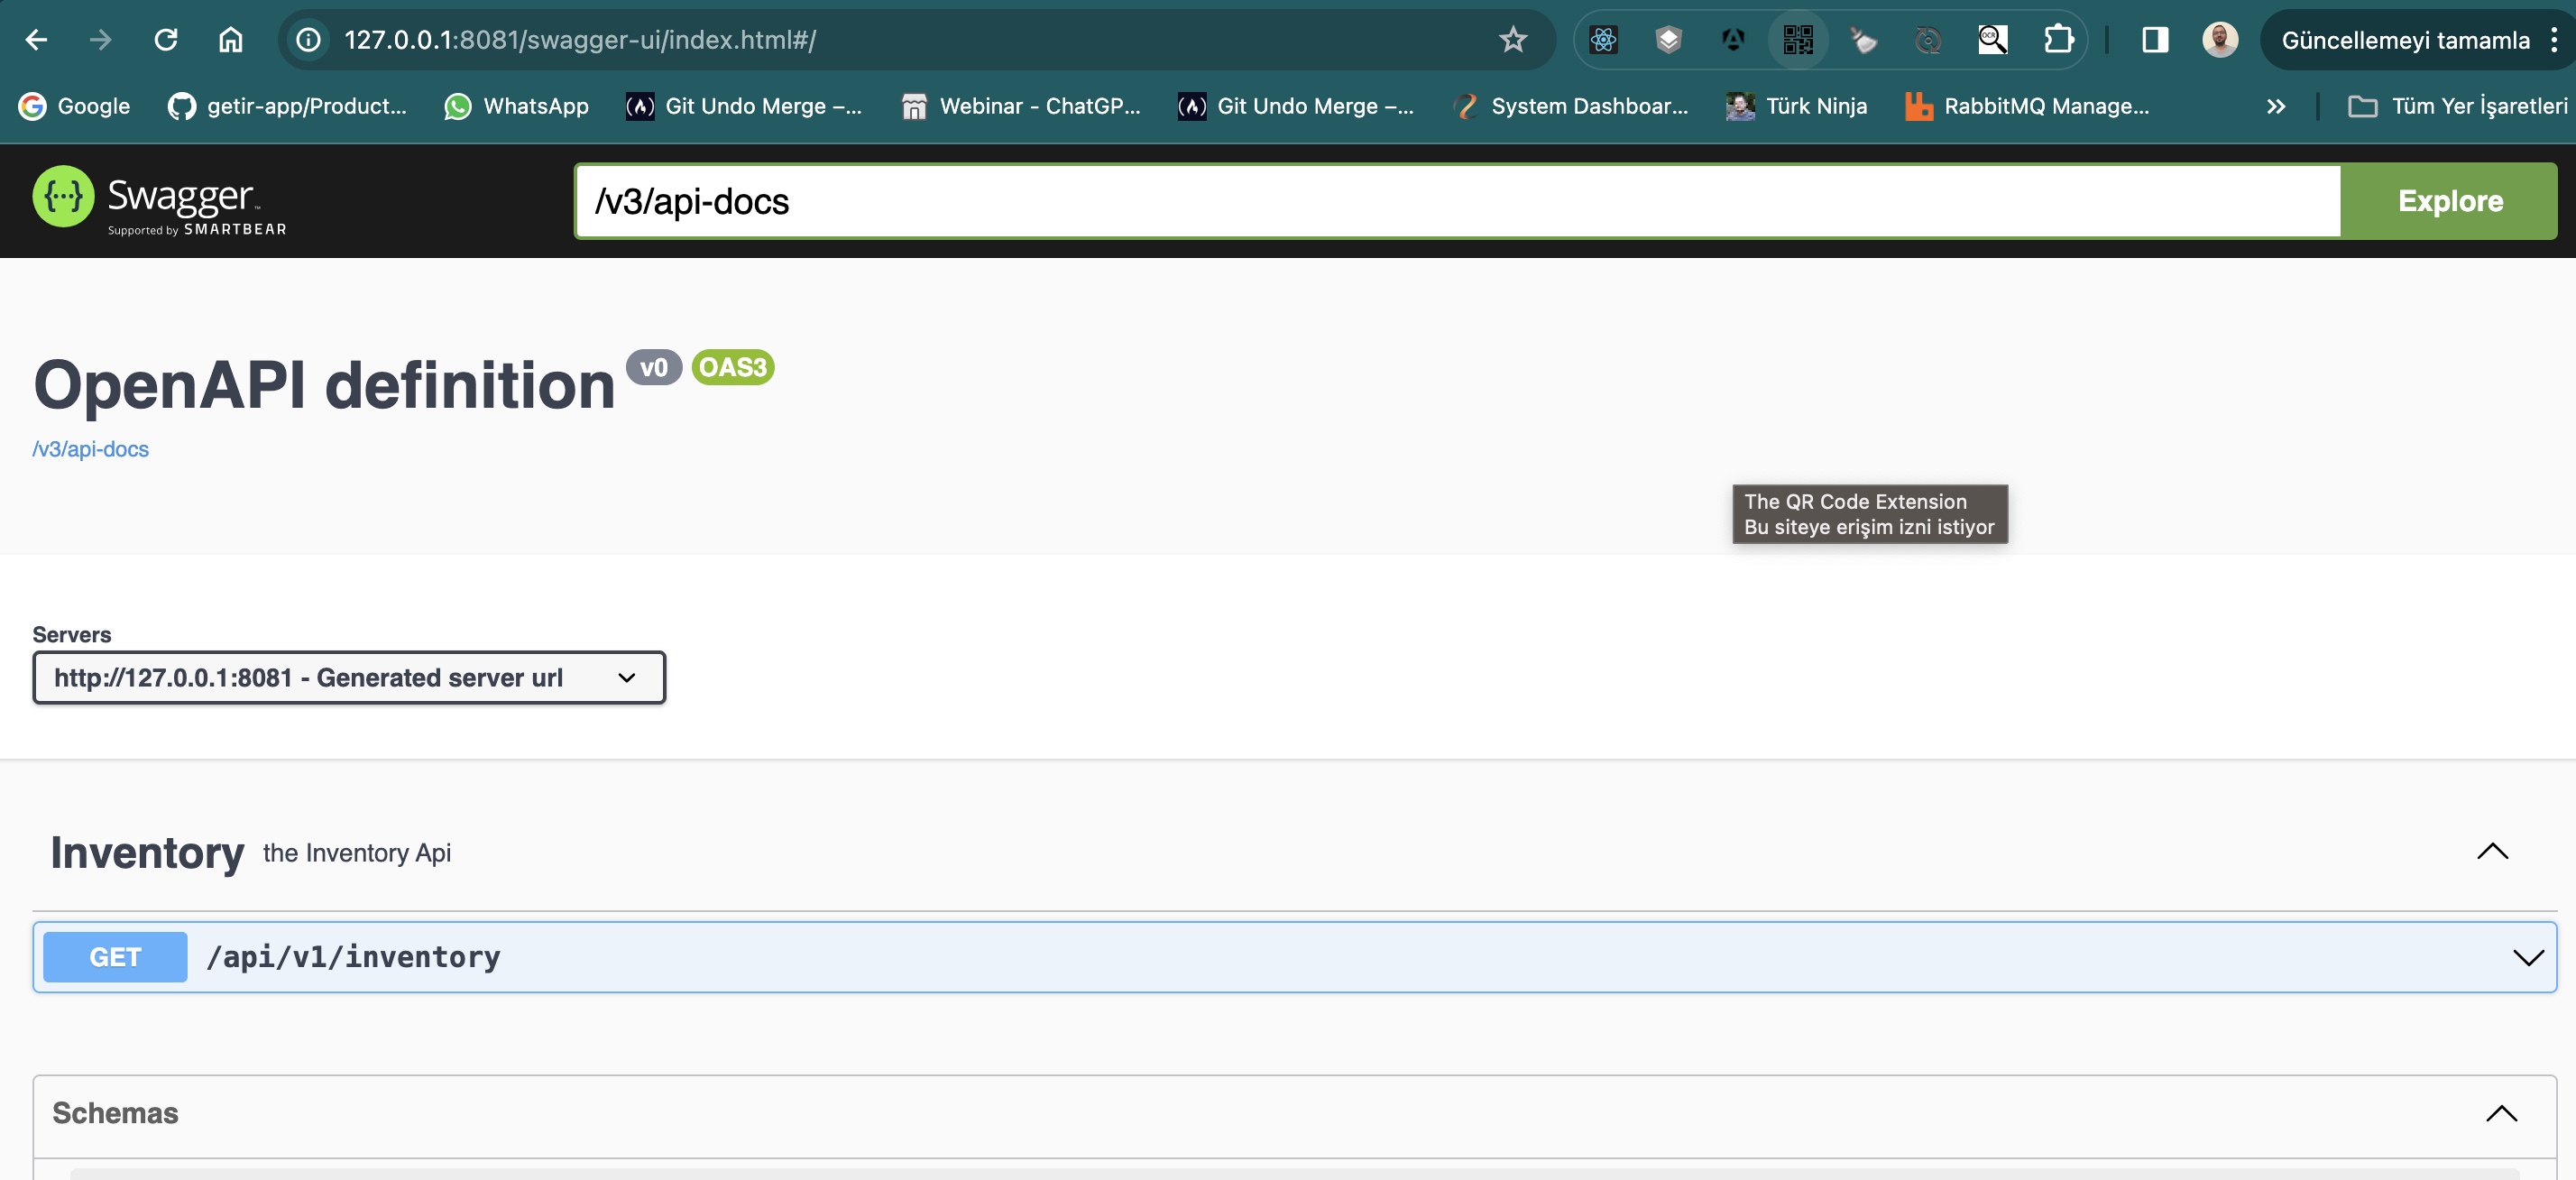 127.0.0.1:8081/swagger-ui/index.html#/
Güncellemeyi tamamla
Google
getir-app/Product...
WhatsApp
Git Undo Merge –...
Webinar - ChatGP...
Git Undo Merge –...
System Dashboar...
Türk Ninja
RabbitMQ Manage...
Tüm Yer İşaretleri
Swagger
Supported by SMARTBEAR
/v3/api-docs
Explore
OpenAPI definition v0 OAS3
/v3/api-docs
The QR Code Extension
Bu siteye erişim izni istiyor
Servers
http://127.0.0.1:8081 - Generated server url
Inventory the Inventory Api
GET /api/v1/inventory
Schemas